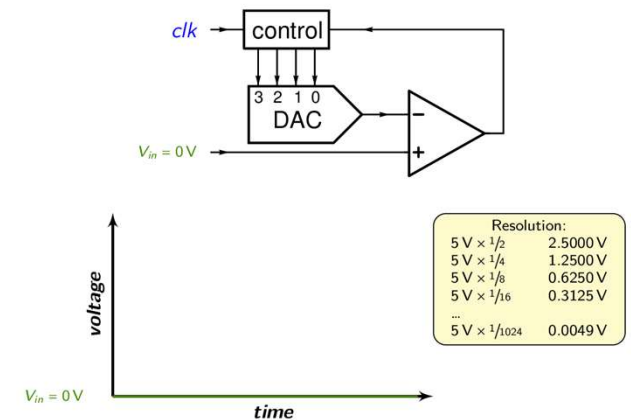 clk
control
3 2 1 0
DAC
−
V_in = 0 V
+
Resolution:
5 V × 1/2 2.5000 V
5 V × 1/4 1.2500 V
5 V × 1/8 0.6250 V
5 V × 1/16 0.3125 V
...
5 V × 1/1024 0.0049 V
voltage
V_in = 0 V
time